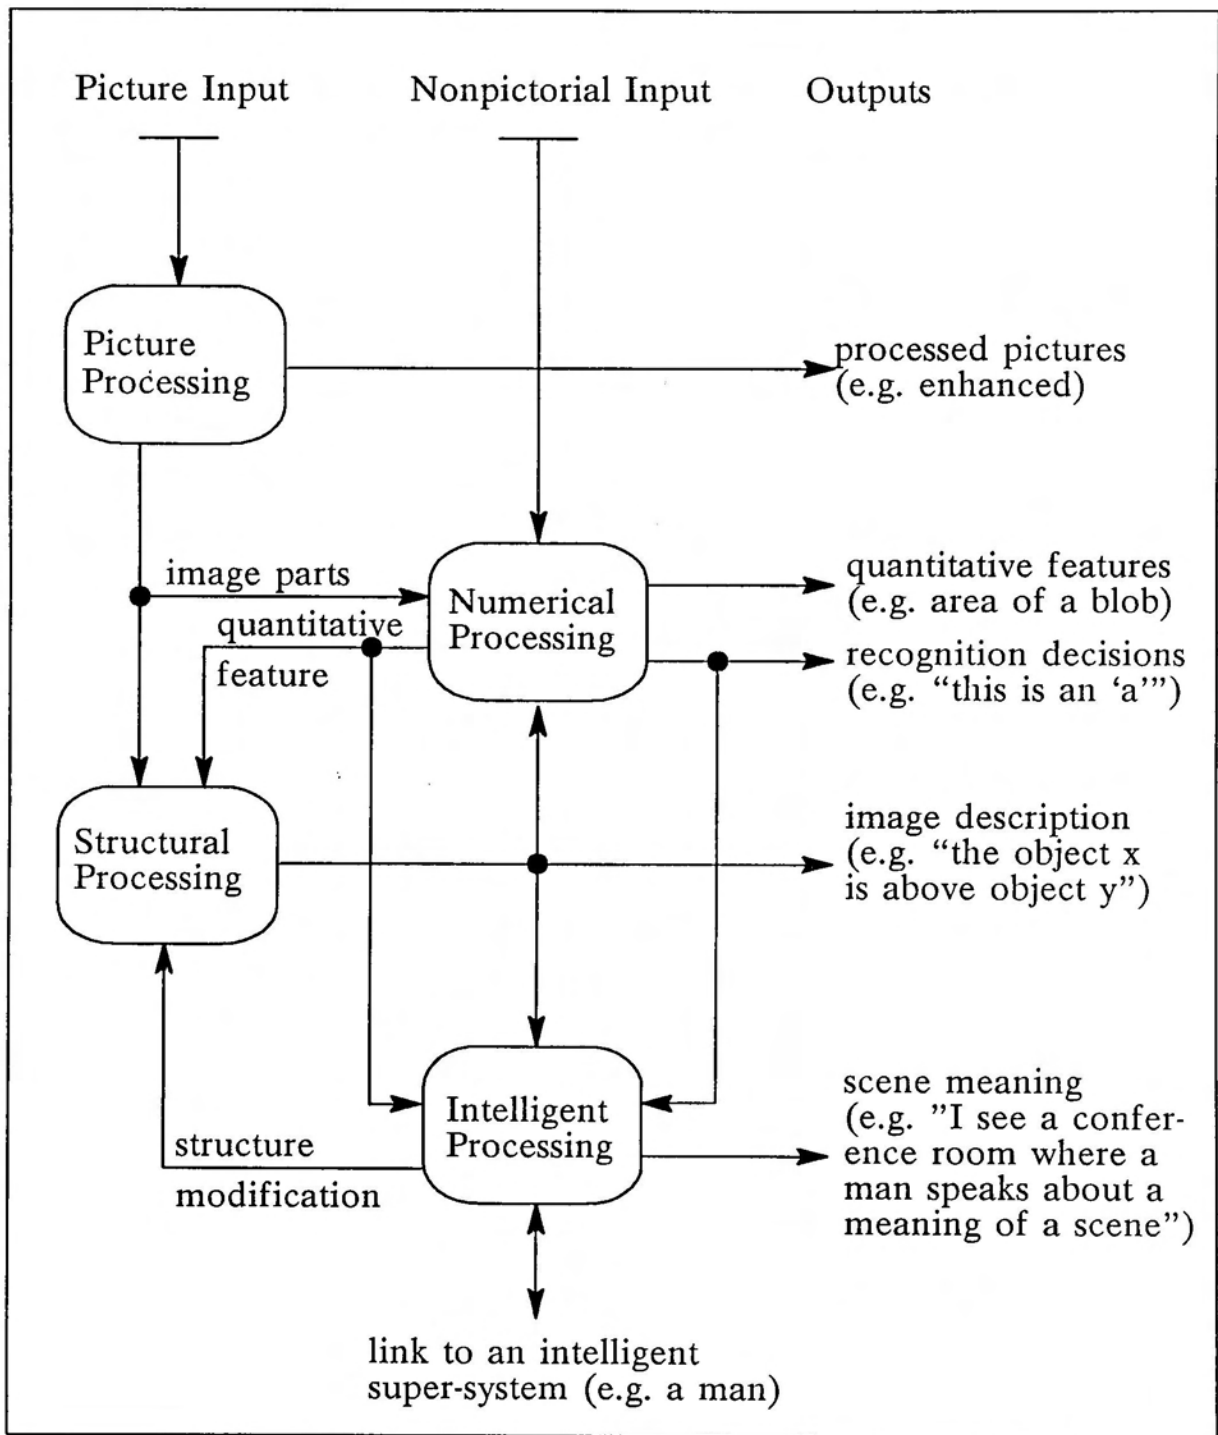 Picture Input
Nonpictorial Input
Outputs
Picture
Processing
processed pictures
(e.g. enhanced)
image parts
quantitative
feature
Numerical
Processing
quantitative features
(e.g. area of a blob)
recognition decisions
(e.g. “this is an ‘a’”)
Structural
Processing
image description
(e.g. “the object x
is above object y”)
structure
modification
Intelligent
Processing
scene meaning
(e.g. ”I see a confer-
ence room where a
man speaks about a
meaning of a scene”)
link to an intelligent
super-system (e.g. a man)